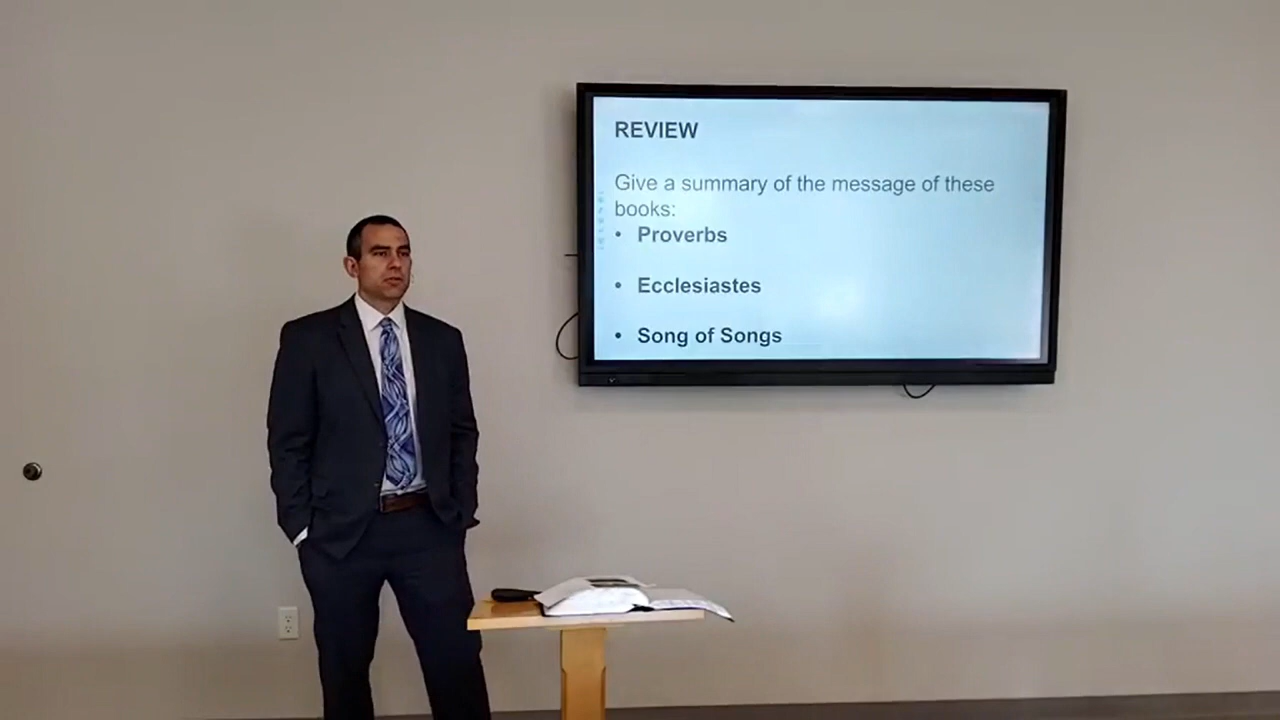 REVIEW
Give a summary of the message of these
books:
• Proverbs
• Ecclesiastes
• Song of Songs